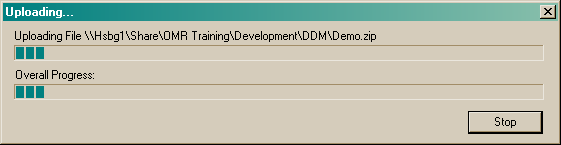 Uploading...
Uploading File \\Hsbg1\Share\OMR Training\Development\DDM\Demo.zip
Overall Progress:
Stop